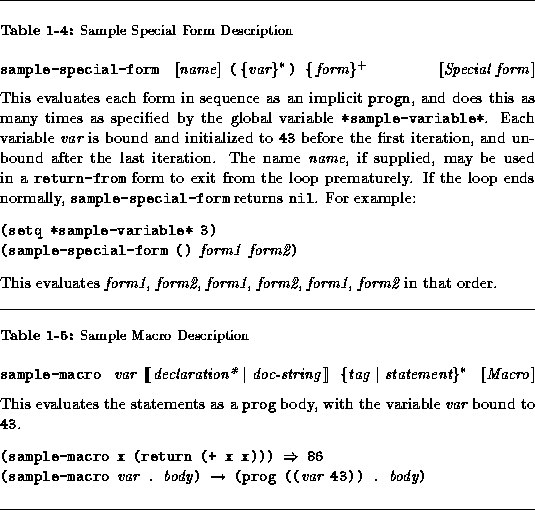 Table 1-4: Sample Special Form Description
sample-special-form [name] ({var}*) {form}+ [Special form]
This evaluates each form in sequence as an implicit progn, and does this as
many times as specified by the global variable *sample-variable*. Each
variable var is bound and initialized to 43 before the first iteration, and un-
bound after the last iteration. The name name, if supplied, may be used
in a return-from form to exit from the loop prematurely. If the loop ends
normally, sample-special-form returns nil. For example:
(setq *sample-variable* 3)
(sample-special-form () form1 form2)
This evaluates form1, form2, form1, form2, form1, form2 in that order.
Table 1-5: Sample Macro Description
sample-macro var ⟦declaration* | doc-string⟧ {tag | statement}* [Macro]
This evaluates the statements as a prog body, with the variable var bound to
43.
(sample-macro x (return (+ x x))) ⇒ 86
(sample-macro var . body) → (prog ((var 43)) . body)